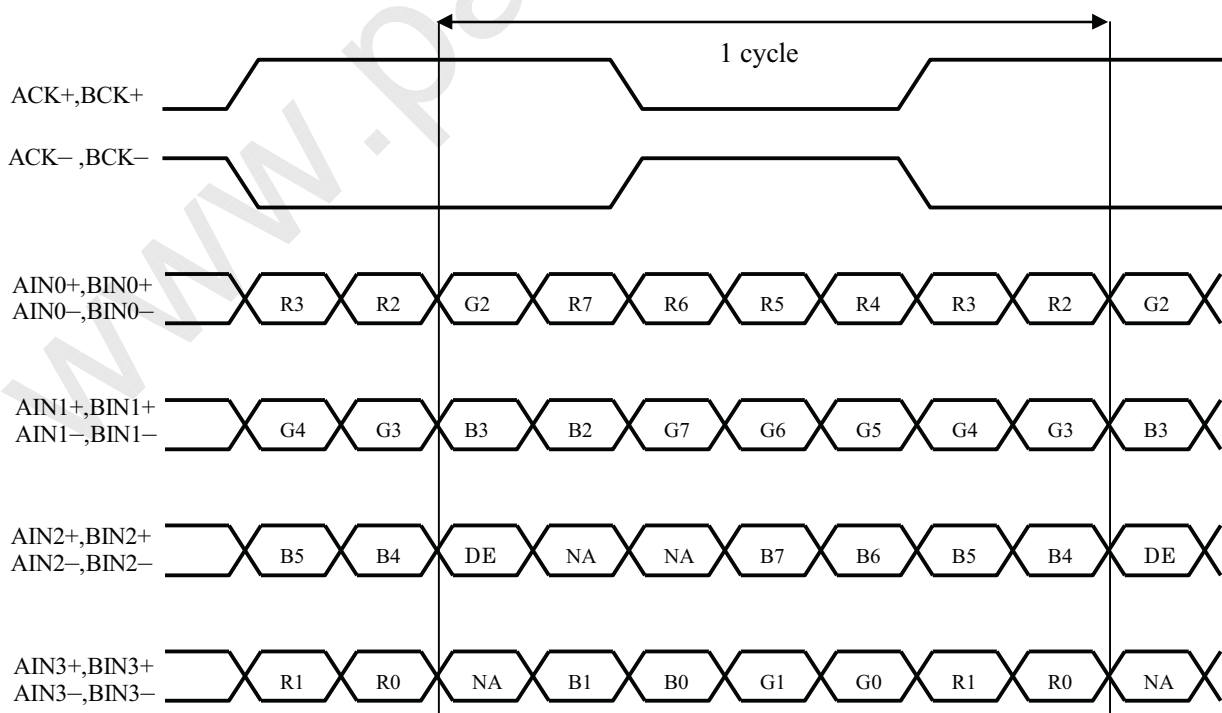 1 cycle
ACK+,BCK+
ACK– ,BCK–
AIN0+,BIN0+
AIN0–,BIN0–
R3 R2 G2 R7 R6 R5 R4 R3 R2 G2
AIN1+,BIN1+
AIN1–,BIN1–
G4 G3 B3 B2 G7 G6 G5 G4 G3 B3
AIN2+,BIN2+
AIN2–,BIN2–
B5 B4 DE NA NA B7 B6 B5 B4 DE
AIN3+,BIN3+
AIN3–,BIN3–
R1 R0 NA B1 B0 G1 G0 R1 R0 NA
www.pa